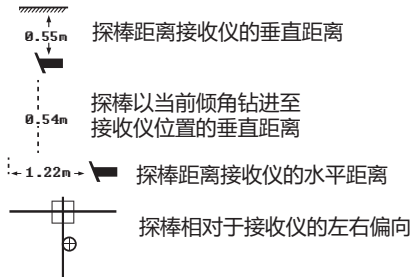 0.55m
探棒距离接收仪的垂直距离
0.54m
探棒以当前倾角钻进至
接收仪位置的垂直距离
1.22m
探棒距离接收仪的水平距离
探棒相对于接收仪的左右偏向